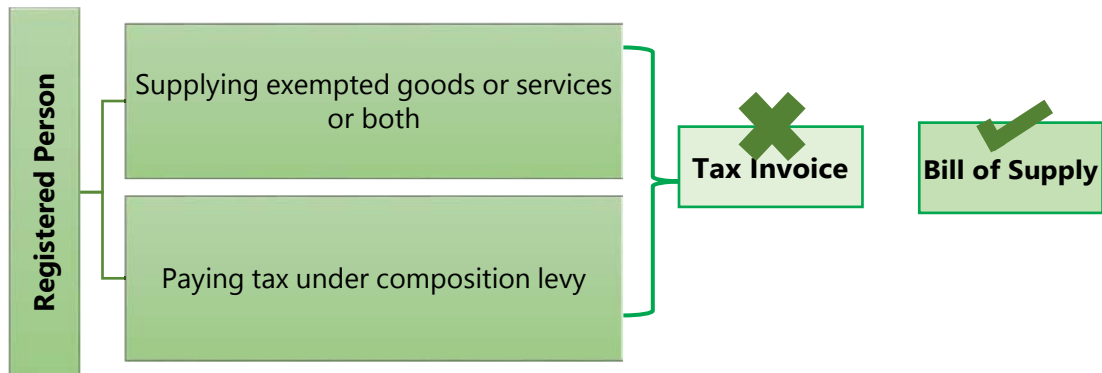 Registered Person
Supplying exempted goods or services
or both
Paying tax under composition levy
Tax Invoice
Bill of Supply